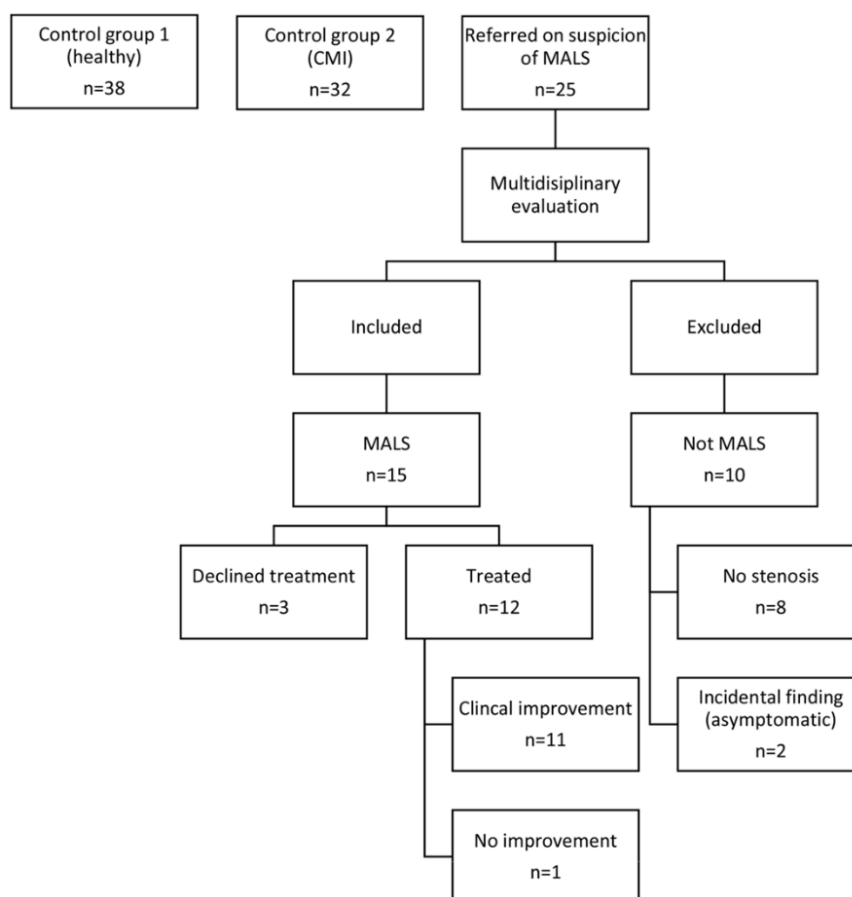 Control group 1
(healthy)
n=38
Control group 2
(CMI)
n=32
Referred on suspicion
of MALS
n=25
Multidisiplinary
evaluation
Included
Excluded
MALS
n=15
Not MALS
n=10
Declined treatment
n=3
Treated
n=12
No stenosis
n=8
Clincal improvement
n=11
Incidental finding
(asymptomatic)
n=2
No improvement
n=1